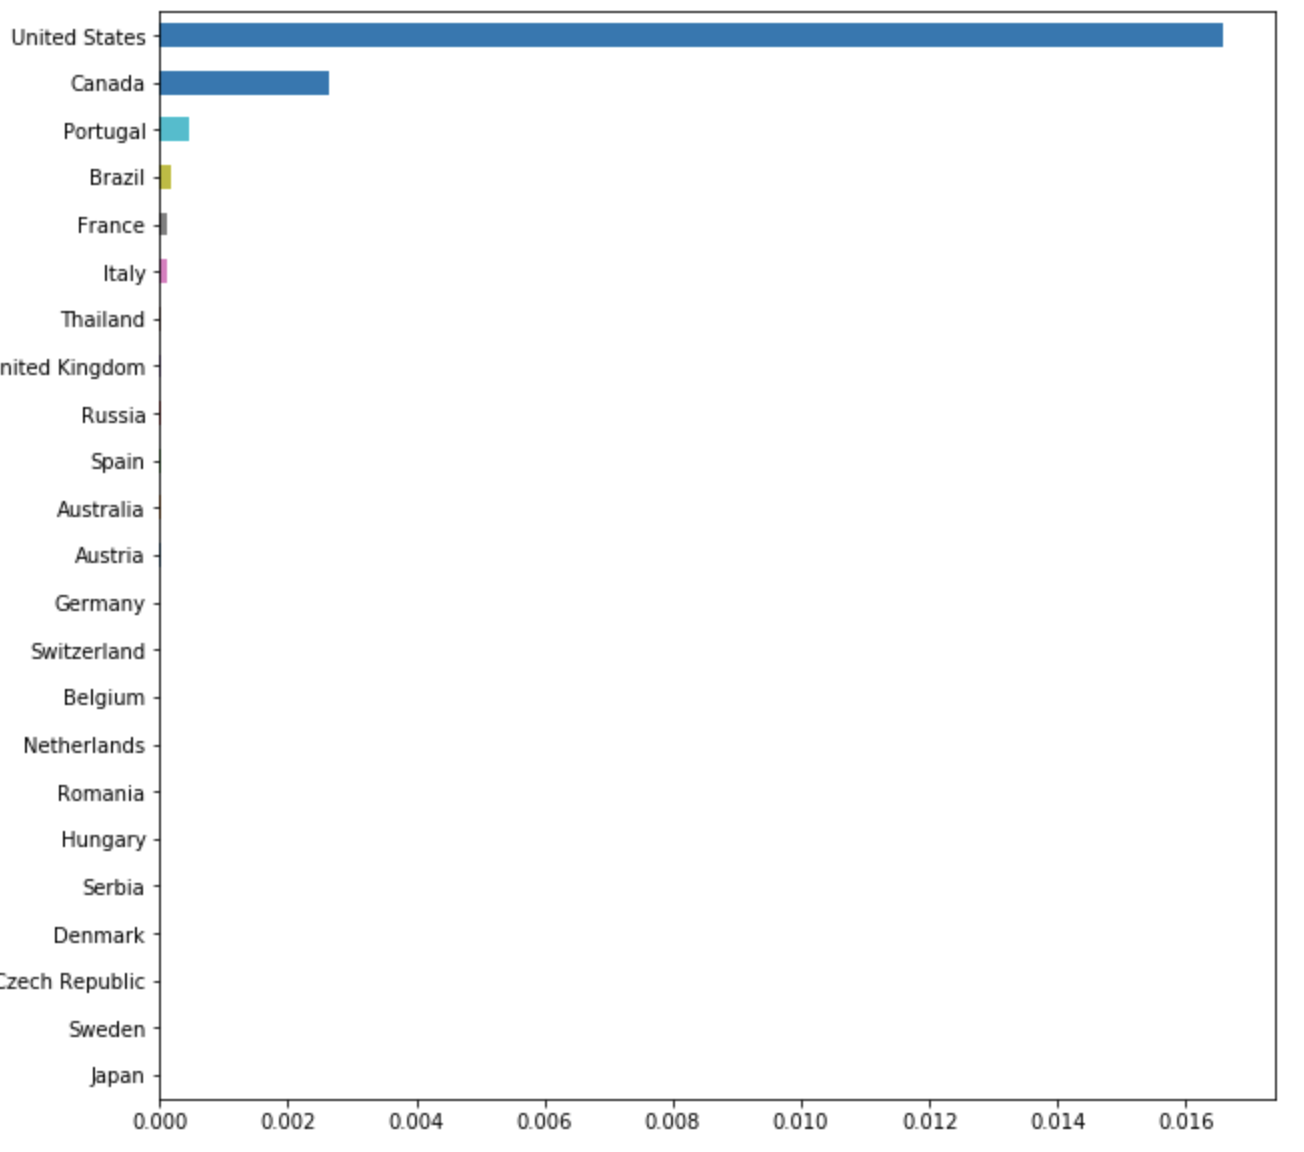 United States
Canada
Portugal
Brazil
France
Italy
Thailand
nited Kingdom
Russia
Spain
Australia
Austria
Germany
Switzerland
Belgium
Netherlands
Romania
Hungary
Serbia
Denmark
Czech Republic
Sweden
Japan
0.000 0.002 0.004 0.006 0.008 0.010 0.012 0.014 0.016